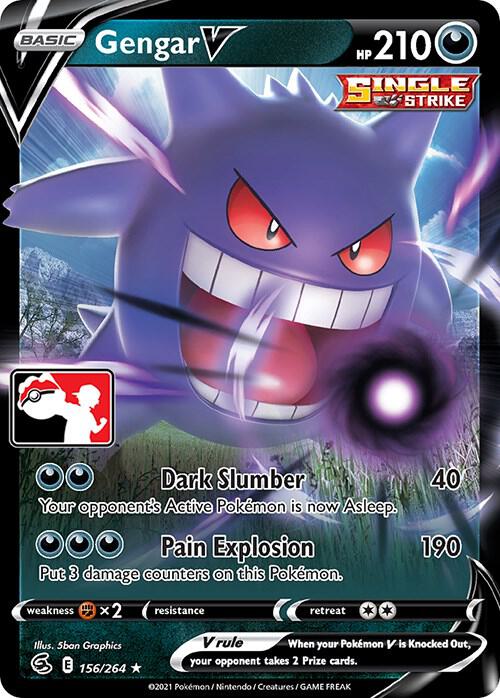 BASIC Gengar V HP 210
SINGLE
STRIKE
Dark Slumber 40
Your opponent's Active Pokémon is now Asleep.
Pain Explosion 190
Put 3 damage counters on this Pokémon.
weakness ×2 resistance retreat
Illus. 5ban Graphics
E 156/264 ★
V rule When your Pokémon V is Knocked Out,
your opponent takes 2 Prize cards.
©2021 Pokémon / Nintendo / Creatures / GAME FREAK